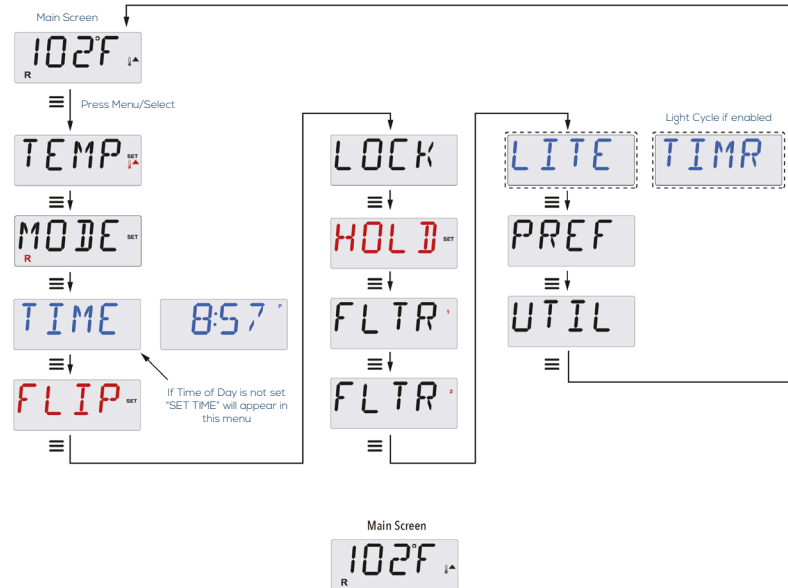 Main Screen
102°F
R
Press Menu/Select
TEMP SET
MODE SET
R
TIME
8:57 P
If Time of Day is not set
"SET TIME" will appear in
this menu
FLIP SET
LOCK
HOLD SET
FLTR 1
FLTR 2
Light Cycle if enabled
LITE
TIMR
PREF
UTIL
Main Screen
102°F
R